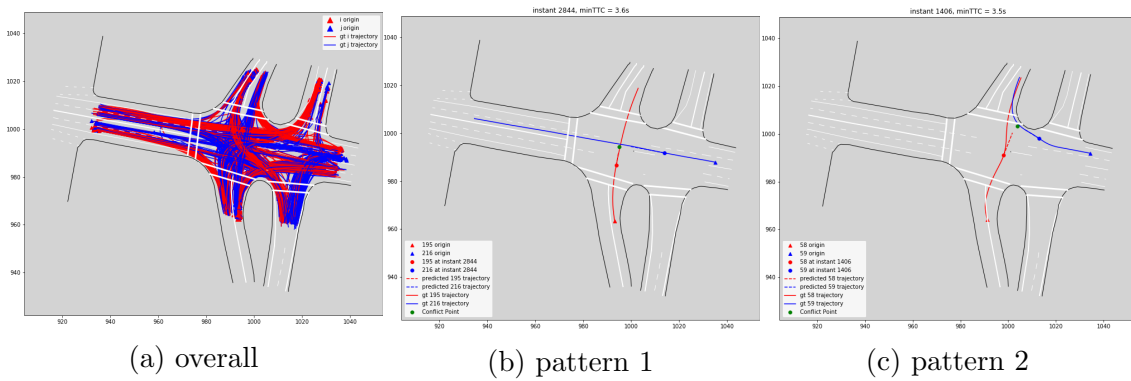 i origin
j origin
gt i trajectory
gt j trajectory
1040
1020
1000
980
960
940
920
940
960
980
1000
1020
1040
(a) overall
instant 2844, minTTC = 3.6s
1040
1020
1000
980
960
940
195 origin
216 origin
195 at instant 2844
216 at instant 2844
predicted 195 trajectory
predicted 216 trajectory
gt 195 trajectory
gt 216 trajectory
Conflict Point
920
940
960
980
1000
1020
1040
(b) pattern 1
instant 1406, minTTC = 3.5s
1040
1020
1000
980
960
940
58 origin
59 origin
58 at instant 1406
59 at instant 1406
predicted 58 trajectory
predicted 59 trajectory
gt 58 trajectory
gt 59 trajectory
Conflict Point
920
940
960
980
1000
1020
1040
(c) pattern 2